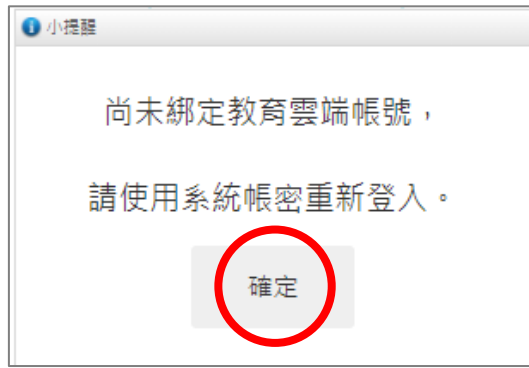 小提醒
尚未綁定教育雲端帳號，
請使用系統帳密重新登入。
確定